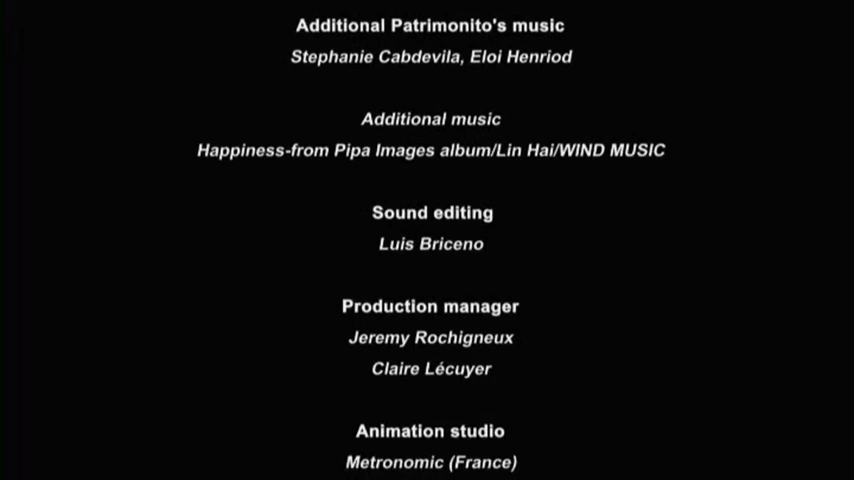 Additional Patrimonito's music
Stephanie Cabdevila, Eloi Henriod
Additional music
Happiness-from Pipa Images album/Lin Hai/WIND MUSIC
Sound editing
Luis Briceno
Production manager
Jeremy Rochigneux
Claire Lécuyer
Animation studio
Metronomic (France)